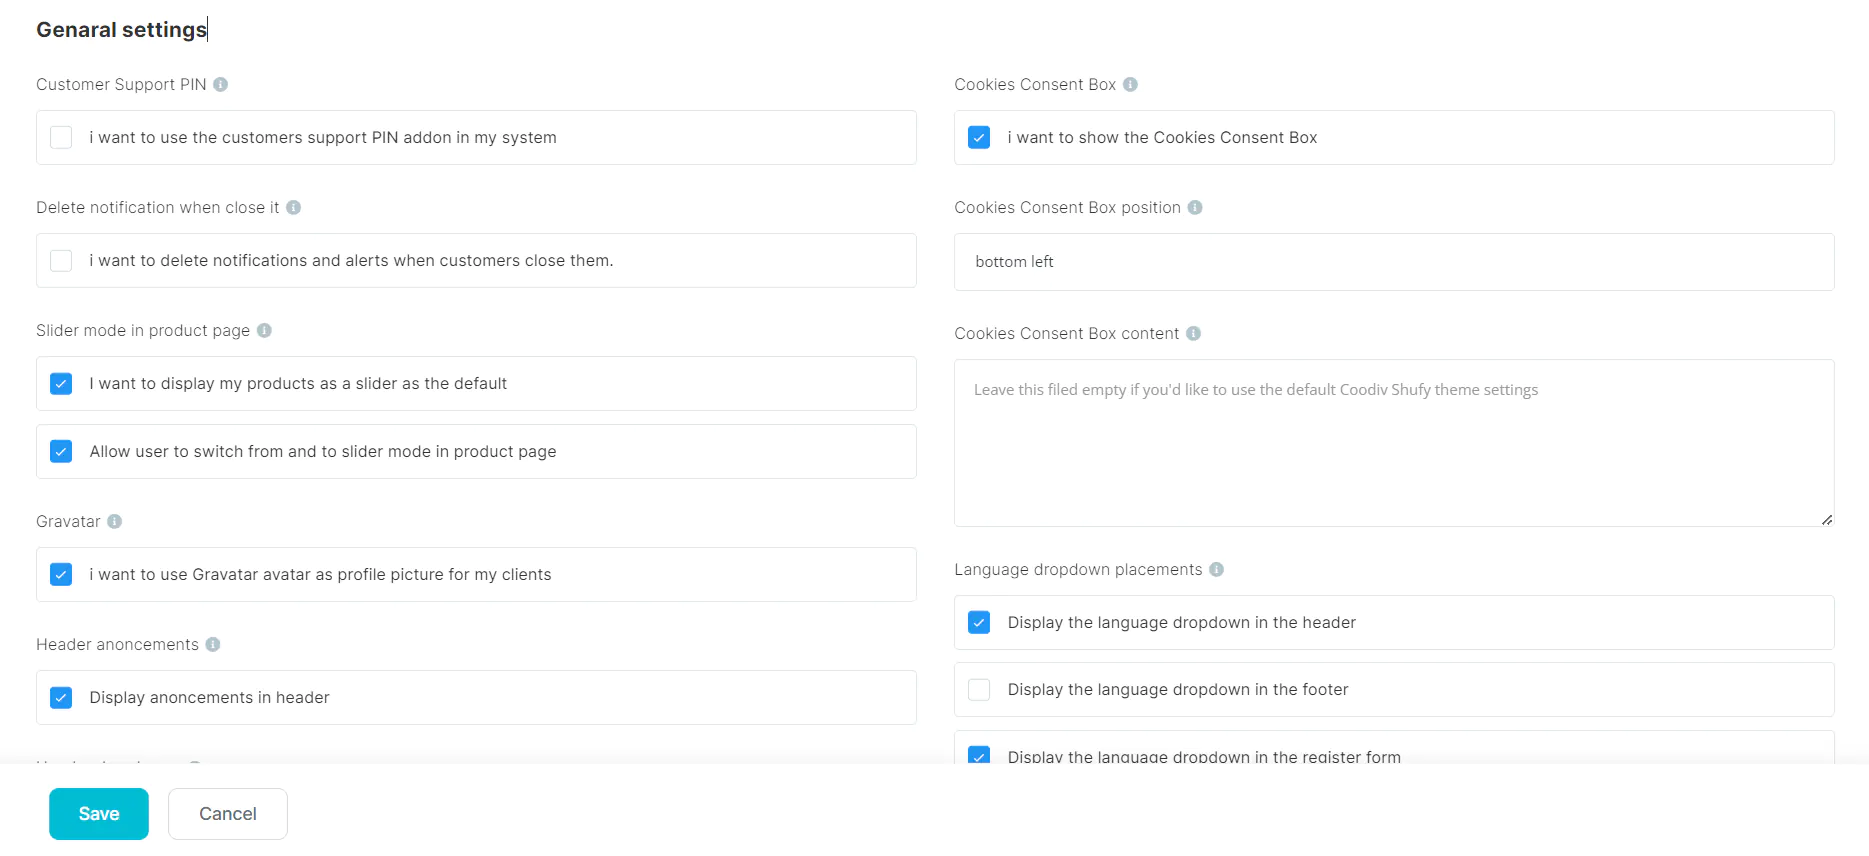 Genaral settings
Customer Support PIN
i want to use the customers support PIN addon in my system
Delete notification when close it
i want to delete notifications and alerts when customers close them.
Slider mode in product page
I want to display my products as a slider as the default
Allow user to switch from and to slider mode in product page
Gravatar
i want to use Gravatar avatar as profile picture for my clients
Header anoncements
Display anoncements in header
Cookies Consent Box
i want to show the Cookies Consent Box
Cookies Consent Box position
bottom left
Cookies Consent Box content
Leave this filed empty if you'd like to use the default Coodiv Shufy theme settings
Language dropdown placements
Display the language dropdown in the header
Display the language dropdown in the footer
Display the language dropdown in the register form
Save
Cancel